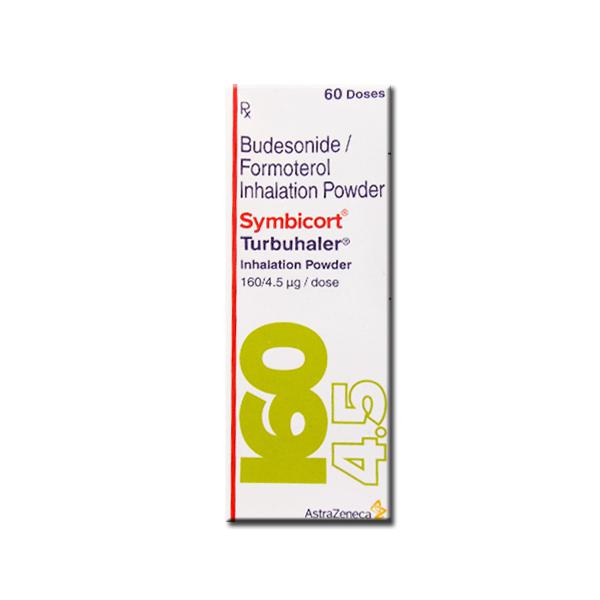 60 Doses
Rx
Budesonide /
Formoterol
Inhalation Powder
Symbicort®
Turbuhaler®
Inhalation Powder
160/4.5 µg / dose
160
4.5
AstraZeneca